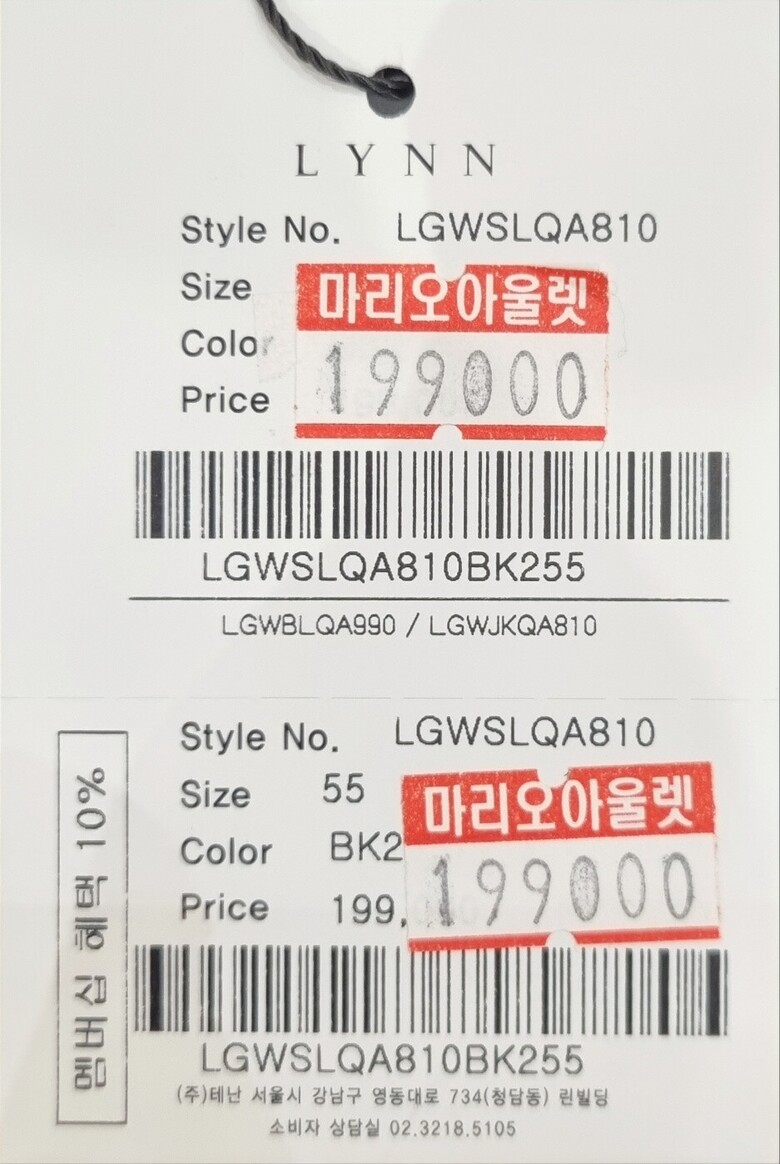 LYNN
Style No. LGWSLQA810
Size
마리오아울렛
Color
199000
Price
LGWSLQA810BK255
LGWBLQA990 / LGWJKQA810
Style No. LGWSLQA810
Size 55
마리오아울렛
Color BK2
199000
Price 199,
LGWSLQA810BK255
(주)테난 서울시 강남구 영동대로 734(청담동) 린빌딩
소비자 상담실 02.3218.5105
멤버십 혜택 10%